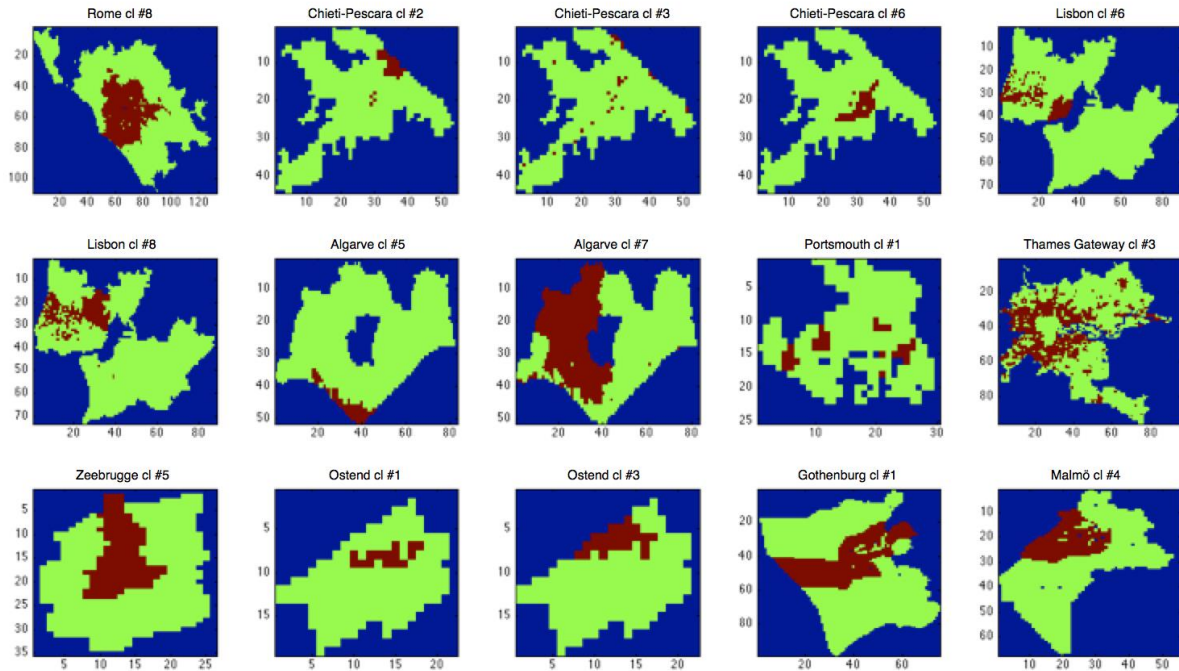 Rome cl #8
20
40
60
80
100
20 40 60 80 100 120
Chieti-Pescara cl #2
10
20
30
40
10 20 30 40 50
Chieti-Pescara cl #3
10
20
30
40
10 20 30 40 50
Chieti-Pescara cl #6
10
20
30
40
10 20 30 40 50
Lisbon cl #6
10
20
30
40
50
60
70
20 40 60 80
Lisbon cl #8
10
20
30
40
50
60
70
20 40 60 80
Algarve cl #5
10
20
30
40
50
20 40 60 80
Algarve cl #7
10
20
30
40
50
20 40 60 80
Portsmouth cl #1
5
10
15
20
25
10 20 30
Thames Gateway cl #3
20
40
60
80
20 40 60 80
Zeebrugge cl #5
5
10
15
20
25
30
35
5 10 15 20 25
Ostend cl #1
5
10
15
5 10 15 20
Ostend cl #3
5
10
15
5 10 15 20
Gothenburg cl #1
20
40
60
80
20 40 60
Malmö cl #4
10
20
30
40
50
60
10 20 30 40 50